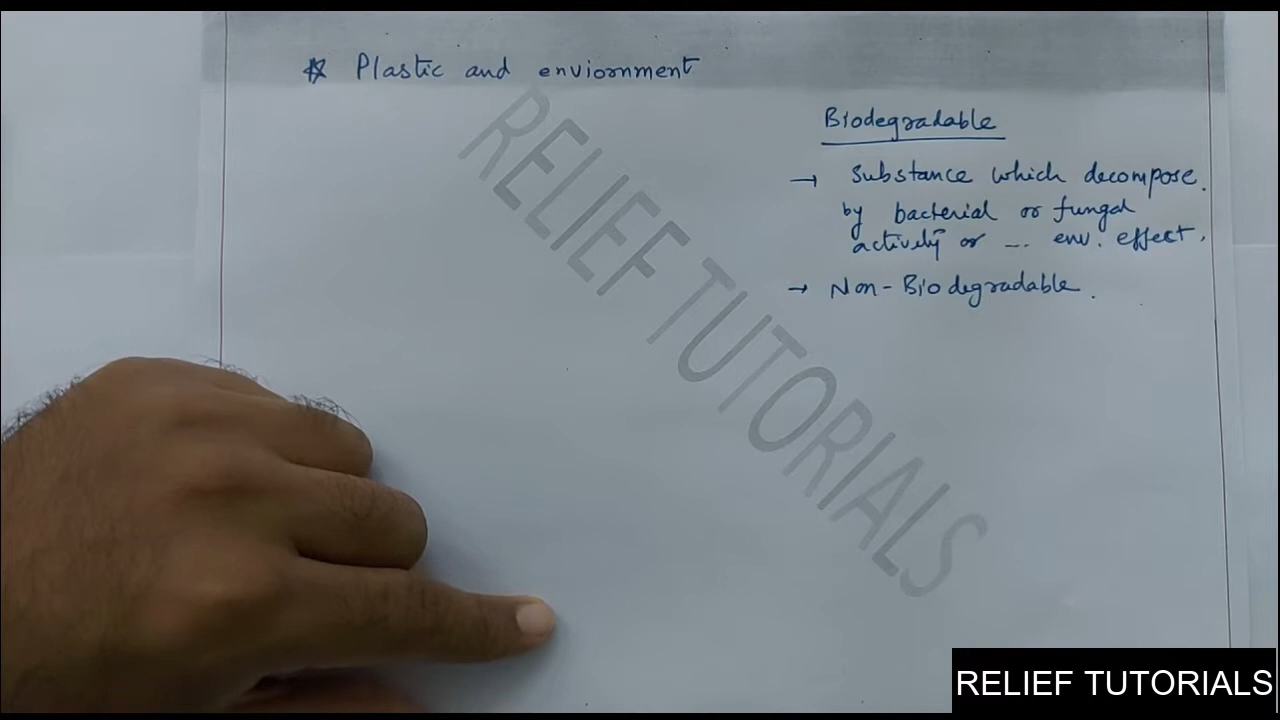 ☆ Plastic and enviornment
Biodegradable
→ Substance which decompose.
by bacterial or fungal
activity or ... env. effect.
→ Non-Biodegradable.
RELIEF TUTORIALS
RELIEF TUTORIALS